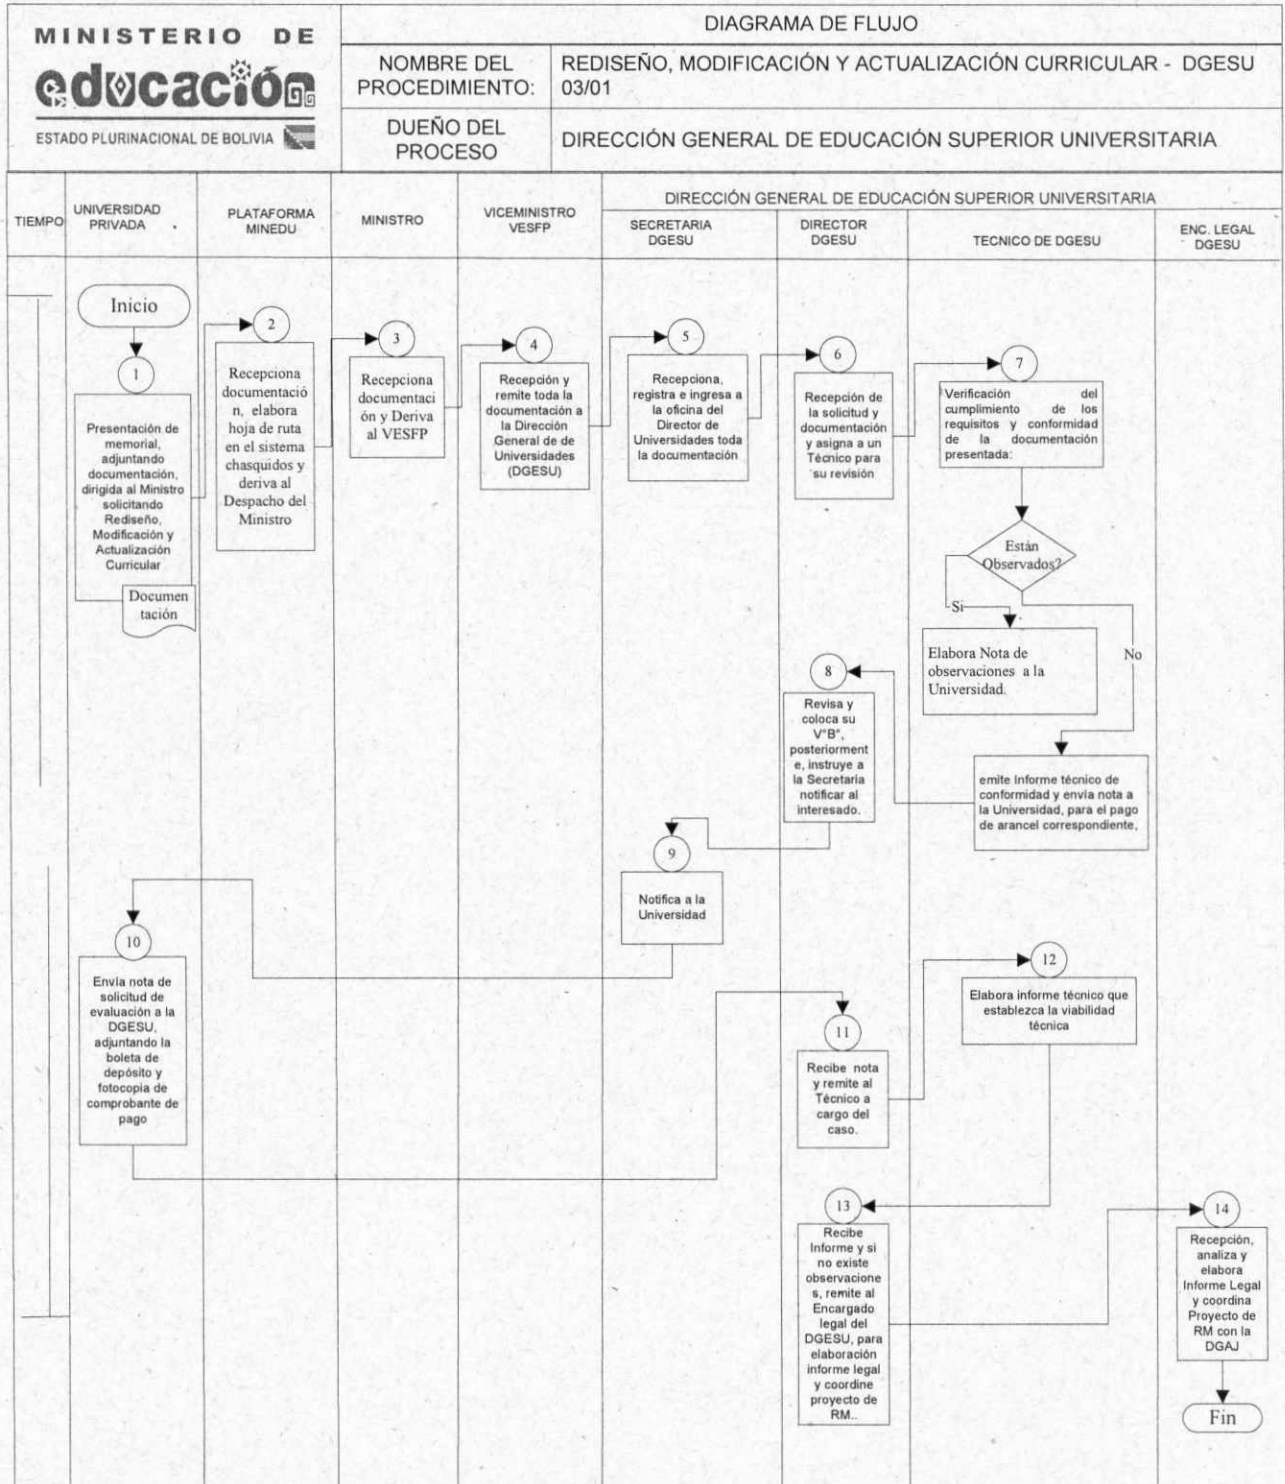 MINISTERIO DE
educación
ESTADO PLURINACIONAL DE BOLIVIA
DIAGRAMA DE FLUJO
NOMBRE DEL
PROCEDIMIENTO:
REDISEÑO, MODIFICACIÓN Y ACTUALIZACIÓN CURRICULAR - DGESU
03/01
DUEÑO DEL
PROCESO
DIRECCIÓN GENERAL DE EDUCACIÓN SUPERIOR UNIVERSITARIA
TIEMPO
UNIVERSIDAD
PRIVADA
PLATAFORMA
MINEDU
MINISTRO
VICEMINISTRO
VESFP
DIRECCIÓN GENERAL DE EDUCACIÓN SUPERIOR UNIVERSITARIA
SECRETARIA
DGESU
DIRECTOR
DGESU
TECNICO DE DGESU
ENC. LEGAL
DGESU
Inicio
1
Presentación de
memorial,
adjuntando
documentación,
dirigida al Ministro
solicitando
Rediseño,
Modificación y
Actualización
Curricular
Documen
tación
2
Recepciona
documentació
n, elabora
hoja de ruta
en el sistema
chasquidos y
deriva al
Despacho del
Ministro
3
Recepciona
documentaci
ón y Deriva
al VESFP
4
Recepción y
remite toda la
documentación a
la Dirección
General de de
Universidades
(DGESU)
5
Recepciona,
registra e ingresa a
la oficina del
Director de
Universidades toda
la documentación
6
Recepción de
la solicitud y
documentación
y asigna a un
Técnico para
su revisión
7
Verificación del
cumplimiento de los
requisitos y conformidad
de la documentación
presentada:
Están
Observados?
Si
No
Elabora Nota de
observaciones a la
Universidad.
emite Informe técnico de
conformidad y envía nota a
la Universidad, para el pago
de arancel correspondiente,
8
Revisa y
coloca su
V°B°,
posteriorment
e, instruye a
la Secretaria
notificar al
interesado.
9
Notifica a la
Universidad
10
Envía nota de
solicitud de
evaluación a la
DGESU,
adjuntando la
boleta de
depósito y
fotocopia de
comprobante de
pago
11
Recibe nota
y remite al
Técnico a
cargo del
caso.
12
Elabora informe técnico que
establezca la viabilidad
técnica
13
Recibe
Informe y si
no existe
observacione
s, remite al
Encargado
legal del
DGESU, para
elaboración
informe legal
y coordine
proyecto de
RM..
14
Recepción,
analiza y
elabora
Informe Legal
y coordina
Proyecto de
RM con la
DGAJ
Fin